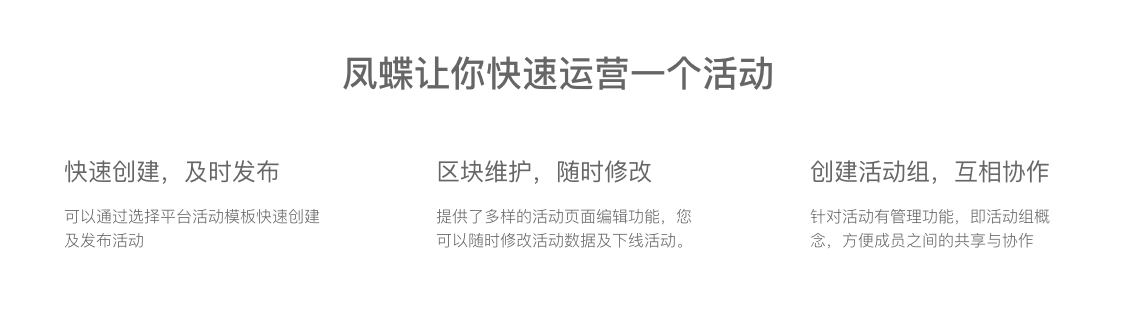 凤蝶让你快速运营一个活动
快速创建，及时发布
可以通过选择平台活动模板快速创建
及发布活动
区块维护，随时修改
提供了多样的活动页面编辑功能，您
可以随时修改活动数据及下线活动。
创建活动组，互相协作
针对活动有管理功能，即活动组概
念，方便成员之间的共享与协作